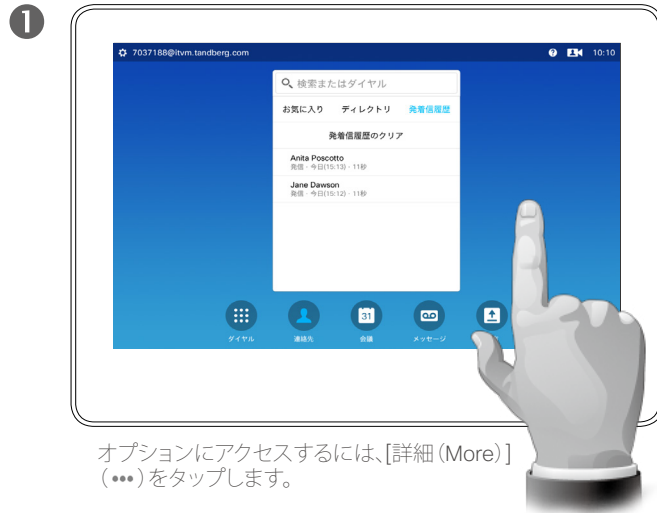 1
7037188@itvm.tandberg.com
? 10:10
検索またはダイヤル
お気に入り ディレクトリ 発着信履歴
発着信履歴のクリア
Anita Poscotto
発信 · 今日(15:13) · 11秒
Jane Dawson
発信 · 今日(15:12) · 11秒
31
ダイヤル 連絡先 会議 メッセージ
オプションにアクセスするには、[詳細（More）]
（•••）をタップします。